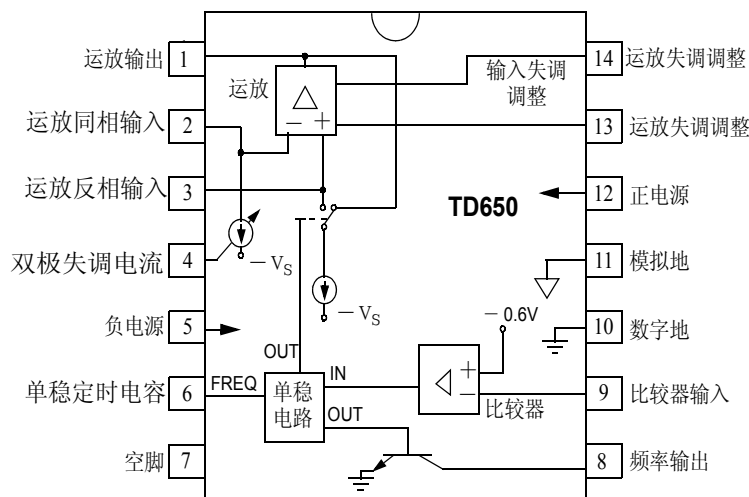 运放输出 1
运放同相输入 2
运放反相输入 3
双极失调电流 4
负电源 5
单稳定时电容 6
空脚 7
14 运放失调调整
13 运放失调调整
12 正电源
11 模拟地
10 数字地
9 比较器输入
8 频率输出
运放
- +
输入失调
调整
TD650
－VS
－VS
－0.6V
OUT
FREQ
单稳
电路
IN
OUT
+
-
比较器